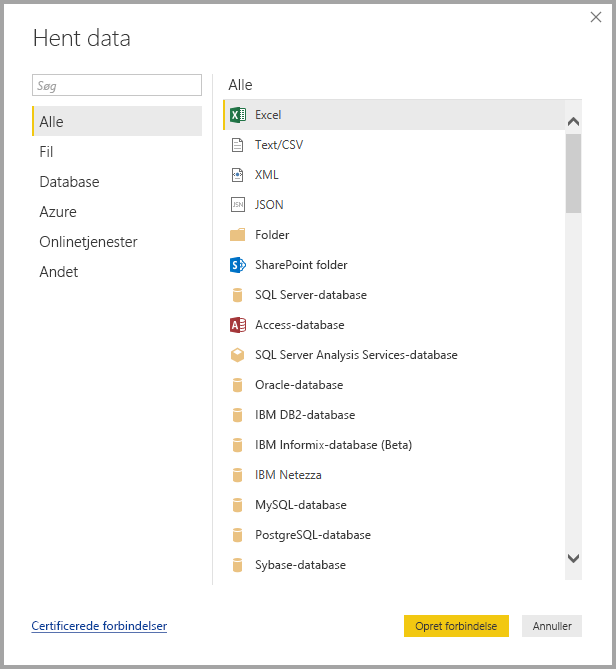 Hent data
Søg
Alle
Fil
Database
Azure
Onlinetjenester
Andet
Alle
Excel
Text/CSV
XML
JSON
Folder
SharePoint folder
SQL Server-database
Access-database
SQL Server Analysis Services-database
Oracle-database
IBM DB2-database
IBM Informix-database (Beta)
IBM Netezza
MySQL-database
PostgreSQL-database
Sybase-database
Certificerede forbindelser
Opret forbindelse
Annuller